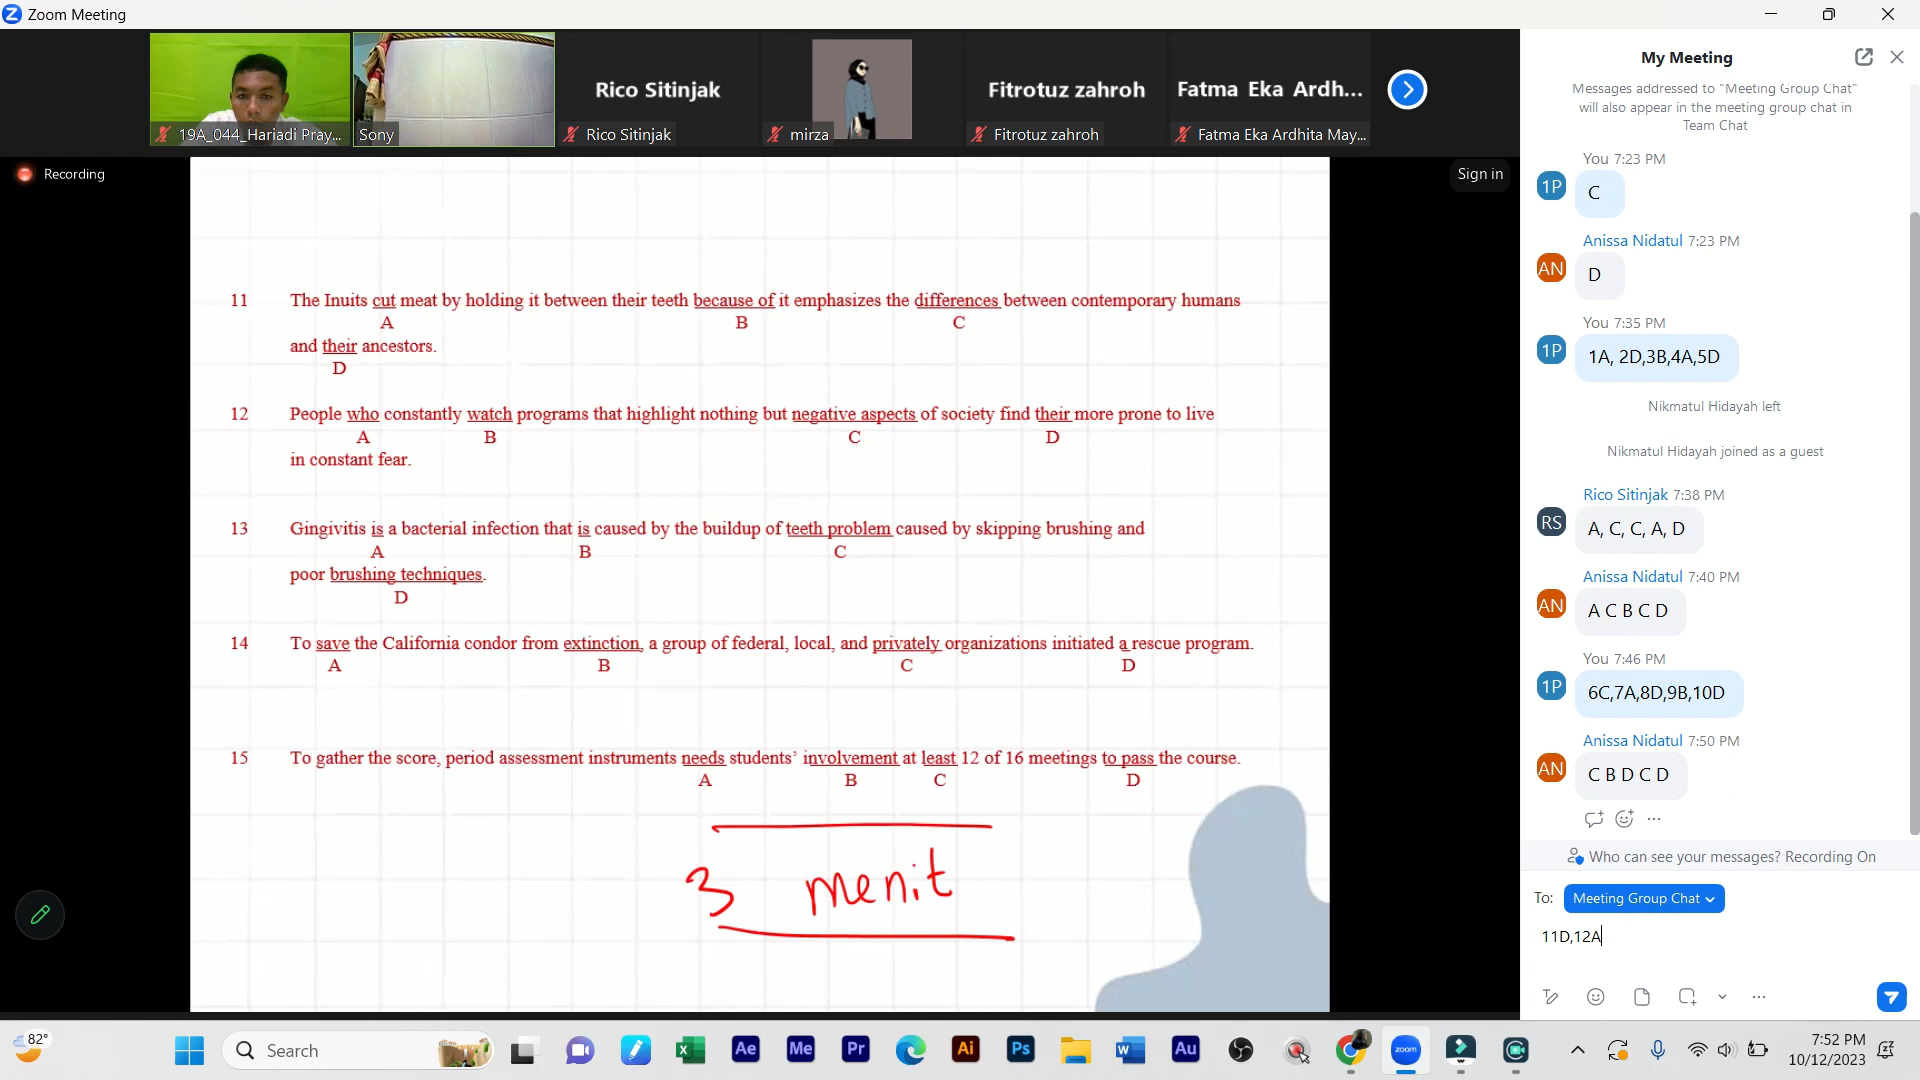 Zoom Meeting
19A_044_Hariadi Pray...
Sony
Rico Sitinjak
Rico Sitinjak
mirza
Fitrotuz zahroh
Fitrotuz zahroh
Fatma Eka Ardh...
Fatma Eka Ardhita May...
Recording
Sign in
11 The Inuits cut meat by holding it between their teeth because of it emphasizes the differences between contemporary humans
A B C
and their ancestors.
D
12 People who constantly watch programs that highlight nothing but negative aspects of society find their more prone to live
A B C D
in constant fear.
13 Gingivitis is a bacterial infection that is caused by the buildup of teeth problem caused by skipping brushing and
A B C
poor brushing techniques.
D
14 To save the California condor from extinction, a group of federal, local, and privately organizations initiated a rescue program.
A B C D
15 To gather the score, period assessment instruments needs students’ involvement at least 12 of 16 meetings to pass the course.
A B C D
3 menit
My Meeting
Messages addressed to "Meeting Group Chat"
will also appear in the meeting group chat in
Team Chat
You 7:23 PM
1P
C
Anissa Nidatul 7:23 PM
AN
D
You 7:35 PM
1P
1A, 2D,3B,4A,5D
Nikmatul Hidayah left
Nikmatul Hidayah joined as a guest
Rico Sitinjak 7:38 PM
RS
A, C, C, A, D
Anissa Nidatul 7:40 PM
AN
A C B C D
You 7:46 PM
1P
6C,7A,8D,9B,10D
Anissa Nidatul 7:50 PM
AN
C B D C D
Who can see your messages? Recording On
To: Meeting Group Chat
11D,12A
82°
Search
Ae
Me
Pr
Ai
Ps
Au
zoom
7:52 PM
10/12/2023